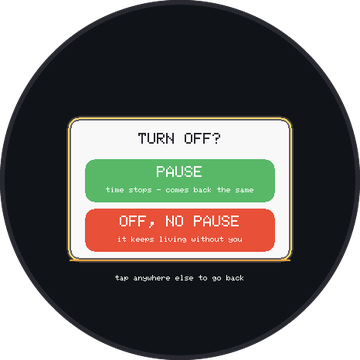 TURN OFF?
PAUSE
time stops - comes back the same
OFF, NO PAUSE
it keeps living without you
tap anywhere else to go back